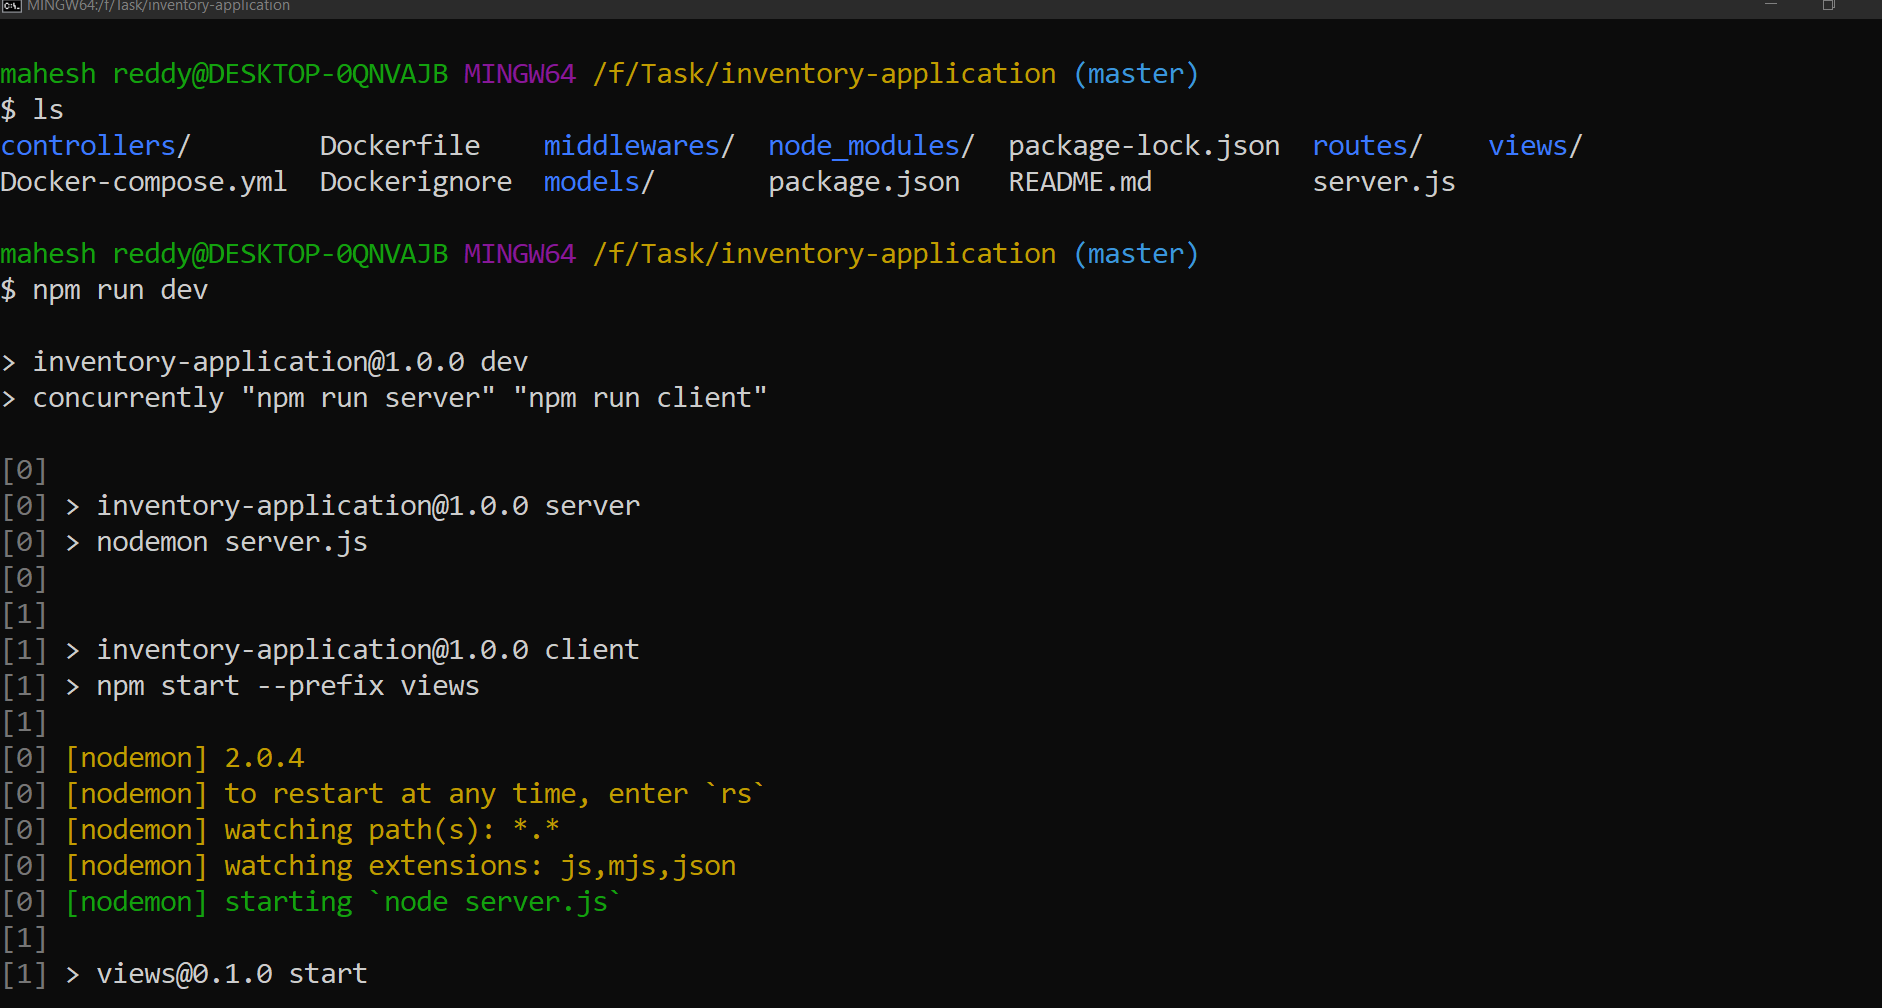 MINGW64:/f/Task/inventory-application
mahesh reddy@DESKTOP-0QNVAJB MINGW64 /f/Task/inventory-application (master)
$ ls
controllers/        Dockerfile    middlewares/  node_modules/  package-lock.json  routes/    views/
Docker-compose.yml  Dockerignore  models/       package.json   README.md          server.js
mahesh reddy@DESKTOP-0QNVAJB MINGW64 /f/Task/inventory-application (master)
$ npm run dev
> inventory-application@1.0.0 dev
> concurrently "npm run server" "npm run client"
[0]
[0] > inventory-application@1.0.0 server
[0] > nodemon server.js
[0]
[1]
[1] > inventory-application@1.0.0 client
[1] > npm start --prefix views
[1]
[0] [nodemon] 2.0.4
[0] [nodemon] to restart at any time, enter `rs`
[0] [nodemon] watching path(s): *.*
[0] [nodemon] watching extensions: js,mjs,json
[0] [nodemon] starting `node server.js`
[1]
[1] > views@0.1.0 start